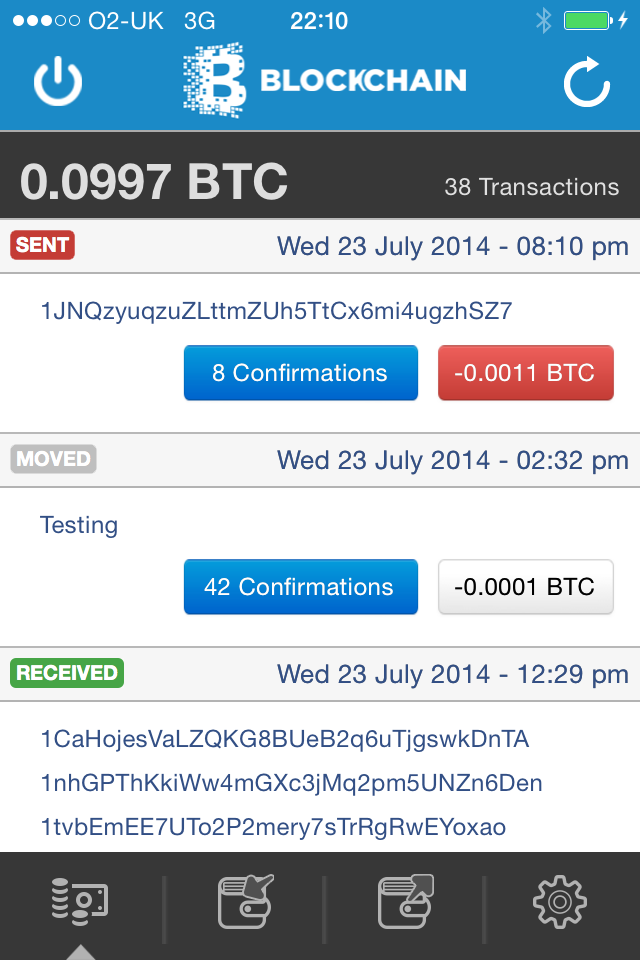 O2-UK 3G 22:10
BLOCKCHAIN
0.0997 BTC 38 Transactions
SENT Wed 23 July 2014 - 08:10 pm
1JNQzyuqzuZLttmZUh5TtCx6mi4ugzhSZ7
8 Confirmations -0.0011 BTC
MOVED Wed 23 July 2014 - 02:32 pm
Testing
42 Confirmations -0.0001 BTC
RECEIVED Wed 23 July 2014 - 12:29 pm
1CaHojesVaLZQKG8BUeB2q6uTjgswkDnTA
1nhGPThKkiWw4mGXc3jMq2pm5UNZn6Den
1tvbEmEE7UTo2P2mery7sTrRgRwEYoxao